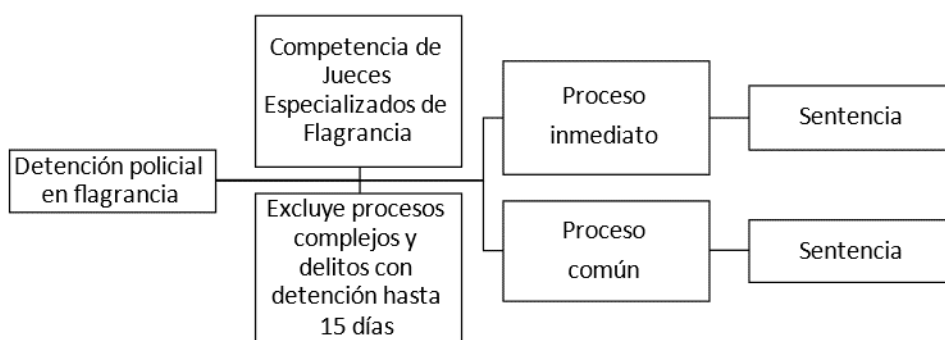 Detención policial
en flagrancia
Competencia de
Jueces
Especializados de
Flagrancia
Excluye procesos
complejos y
delitos con
detención hasta
15 días
Proceso
inmediato
Sentencia
Proceso
común
Sentencia